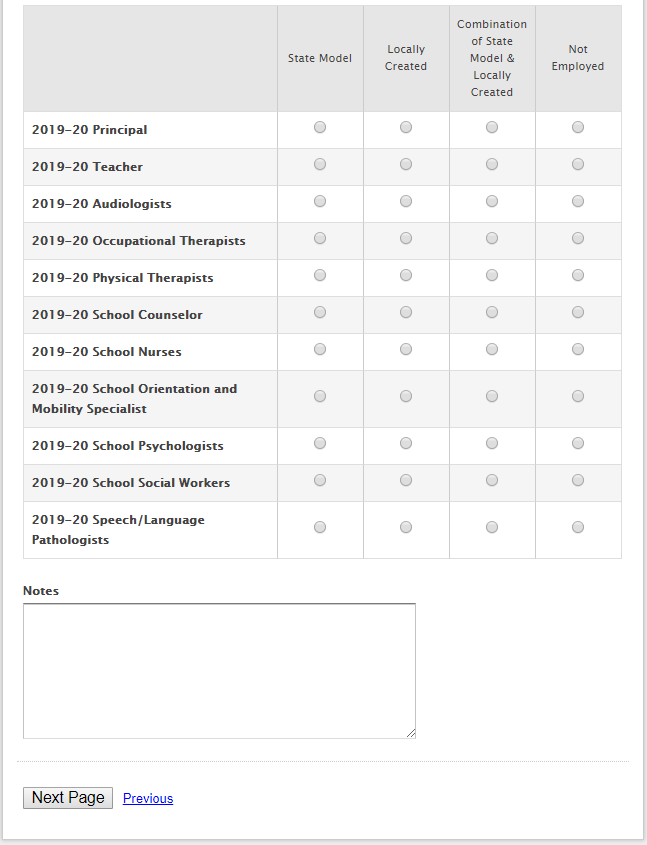 State Model
Locally
Created
Combination
of State
Model &
Locally
Created
Not
Employed
2019-20 Principal
2019-20 Teacher
2019-20 Audiologists
2019-20 Occupational Therapists
2019-20 Physical Therapists
2019-20 School Counselor
2019-20 School Nurses
2019-20 School Orientation and
Mobility Specialist
2019-20 School Psychologists
2019-20 School Social Workers
2019-20 Speech/Language
Pathologists
Notes
Next Page Previous